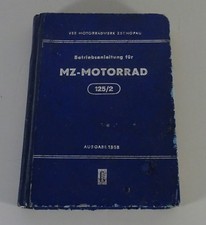 VEB MOTORRADWERK ZSCHOPAU
Betriebsanleitung für
MZ-MOTORRAD
125/2
AUSGABE 1958